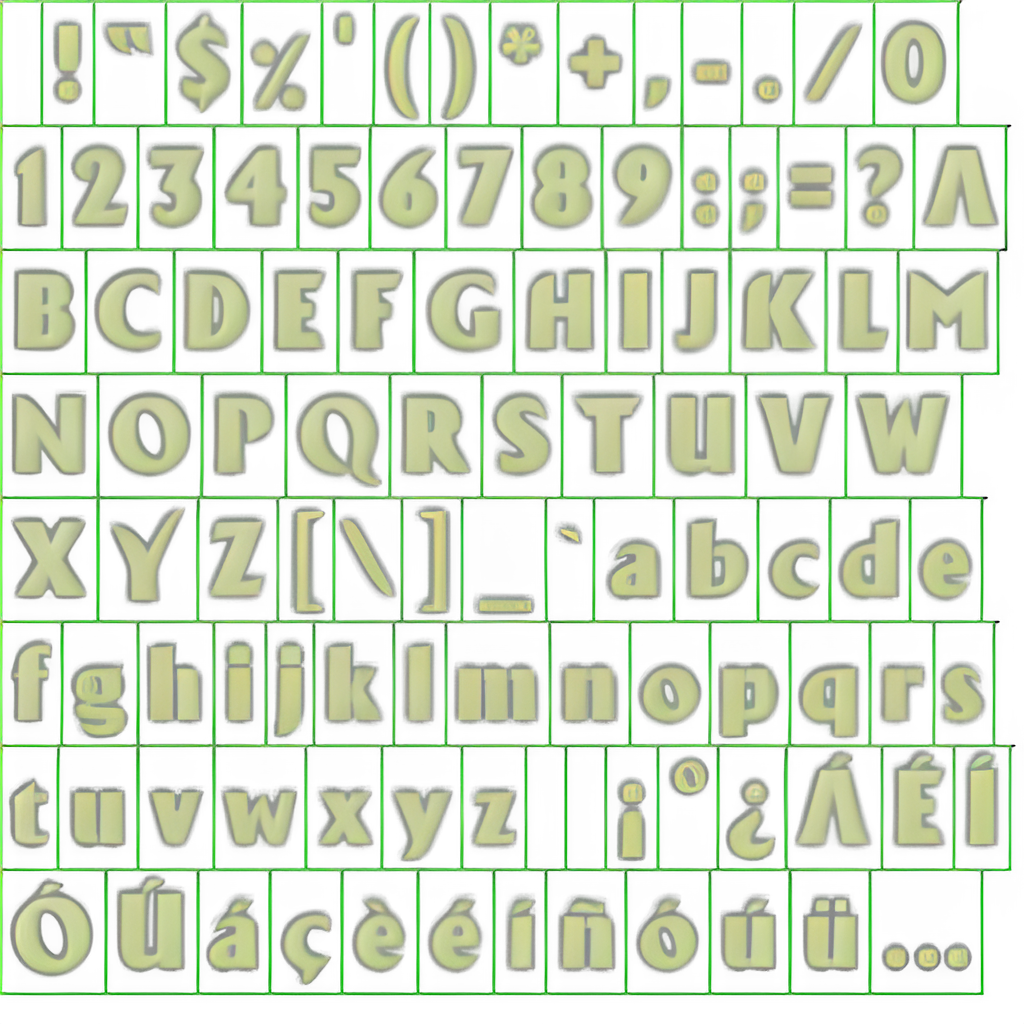 ! " $ % ' ( ) * + , - . / 0
1 2 3 4 5 6 7 8 9 : ; = ? Λ
B C D E F G H I J K L M
N O P Q R S T U V W
X Y Z [ \ ] _ ` a b c d e
f g h i j k l m n o p q r s
t u v w x y z ¡ ° ¿ Λ́ É Í
Ó Ú á ç è é í ñ ó ú ü …